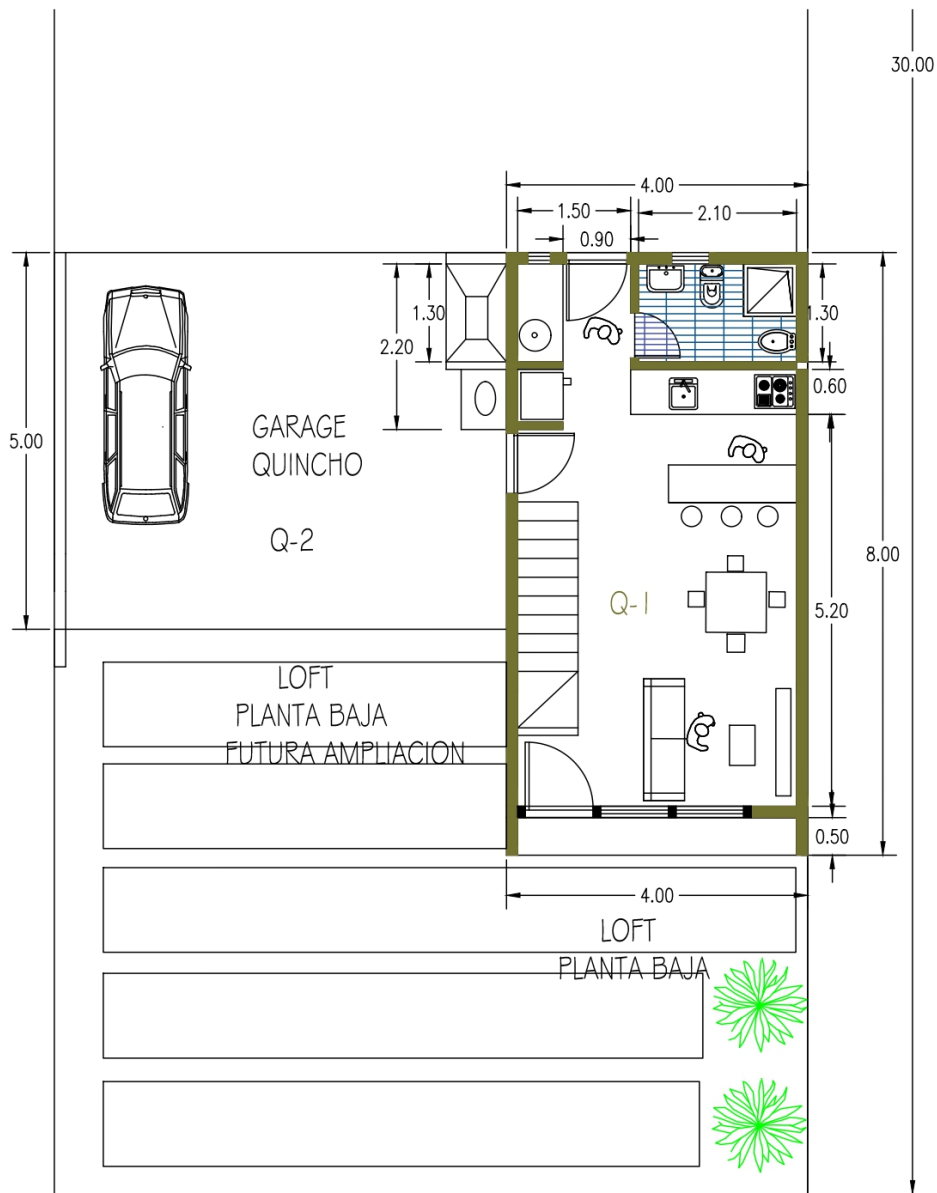 30.00
4.00
1.50
2.10
0.90
1.30
1.30
2.20
0.60
GARAGE
QUINCHO
5.00
Q-2
8.00
Q-1
5.20
LOFT
PLANTA BAJA
FUTURA AMPLIACION
0.50
4.00
LOFT
PLANTA BAJA